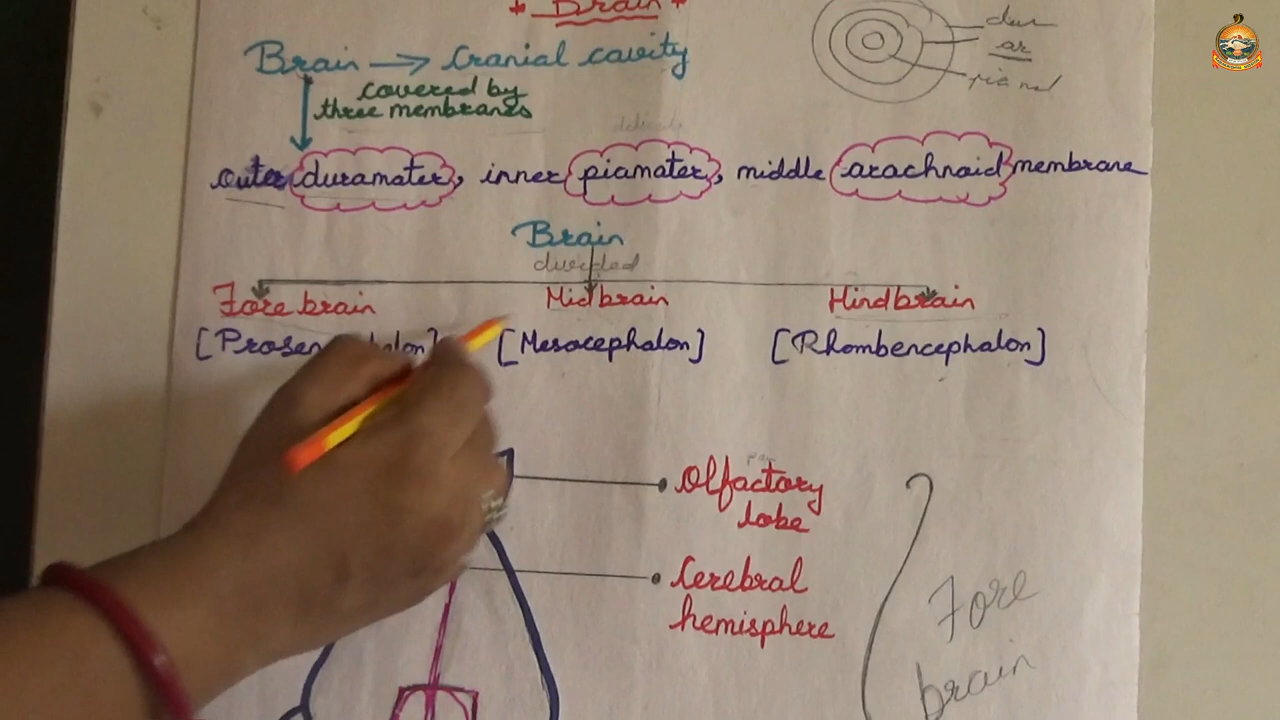 * Brain *
Brain → Cranial cavity
covered by
three membranes
outer duramater, inner piamater, middle arachnoid membrane
Brain
divided
Fore brain Midbrain Hindbrain
[Mesocephalon] [Rhombencephalon]
Olfactory
lobe
Cerebral
hemisphere
Fore
brain